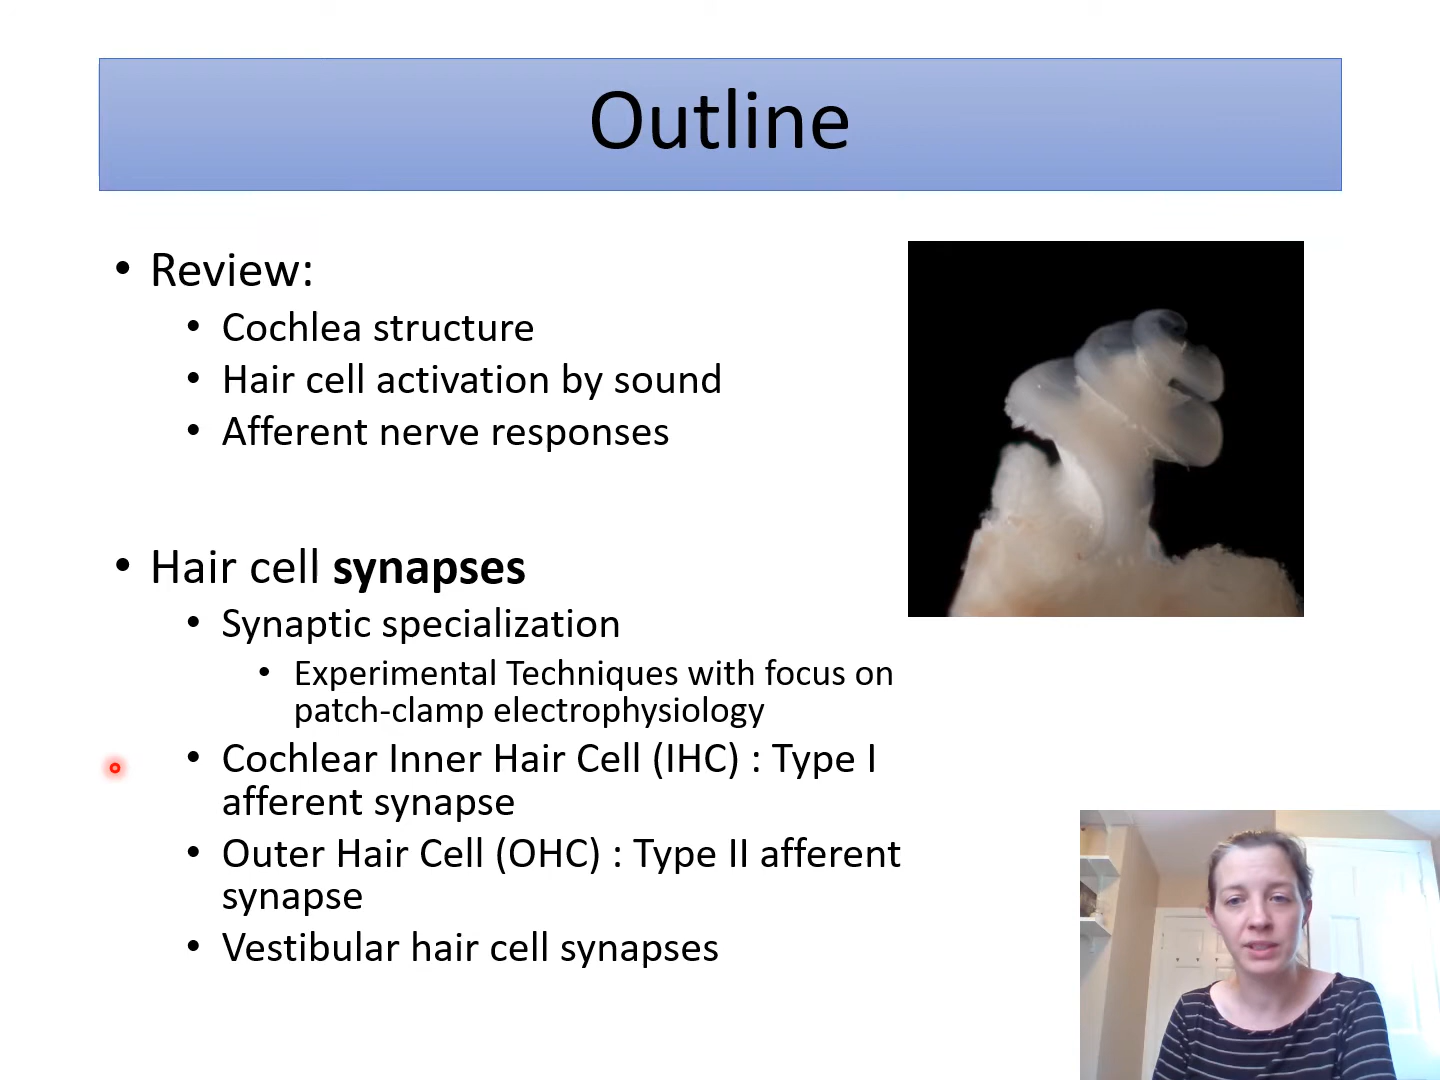 Outline
• Review:
• Cochlea structure
• Hair cell activation by sound
• Afferent nerve responses
• Hair cell synapses
• Synaptic specialization
• Experimental Techniques with focus on
patch-clamp electrophysiology
• Cochlear Inner Hair Cell (IHC) : Type I
afferent synapse
• Outer Hair Cell (OHC) : Type II afferent
synapse
• Vestibular hair cell synapses